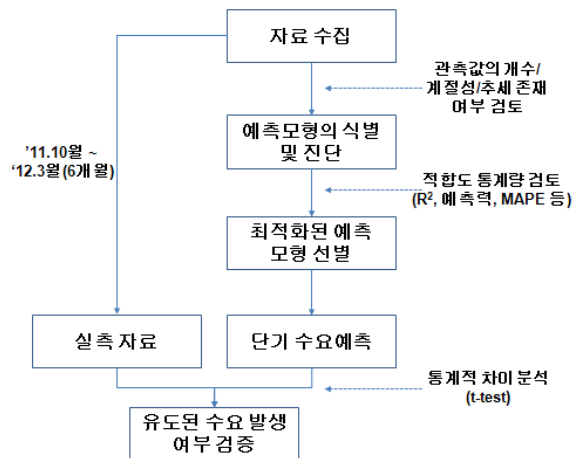 자료 수집
관측값의 개수/
계절성/추세 존재
여부 검토
예측모형의 식별
및 진단
’11.10월 ~
‘12.3월(6개월)
적합도 통계량 검토
(R², 예측력, MAPE 등)
최적화된 예측
모형 선별
실측 자료
단기 수요예측
통계적 차이 분석
(t-test)
유도된 수요 발생
여부 검증